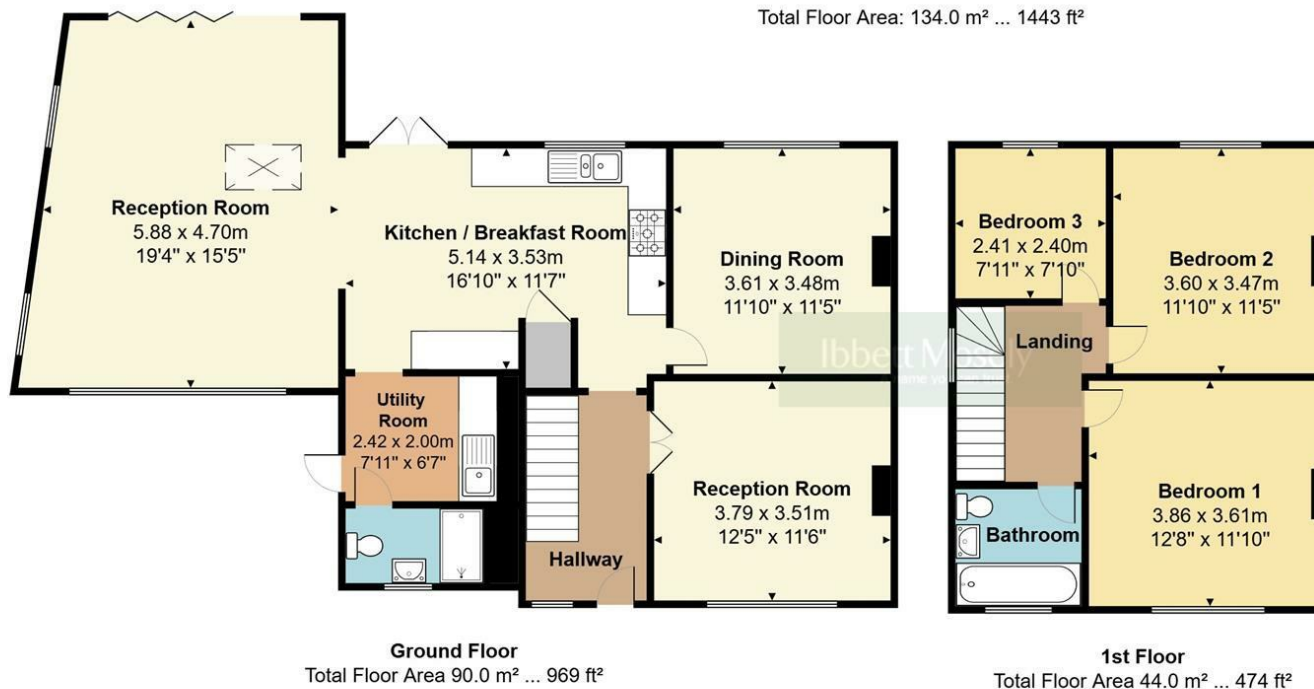 Total Floor Area: 134.0 m² ... 1443 ft²
Reception Room
5.88 x 4.70m
19'4" x 15'5"
Kitchen / Breakfast Room
5.14 x 3.53m
16'10" x 11'7"
Dining Room
3.61 x 3.48m
11'10" x 11'5"
Utility
Room
2.42 x 2.00m
7'11" x 6'7"
Hallway
Reception Room
3.79 x 3.51m
12'5" x 11'6"
Bedroom 3
2.41 x 2.40m
7'11" x 7'10"
Bedroom 2
3.60 x 3.47m
11'10" x 11'5"
Landing
Ibbett Mosely
Bathroom
Bedroom 1
3.86 x 3.61m
12'8" x 11'10"
Ground Floor
Total Floor Area 90.0 m² ... 969 ft²
1st Floor
Total Floor Area 44.0 m² ... 474 ft²